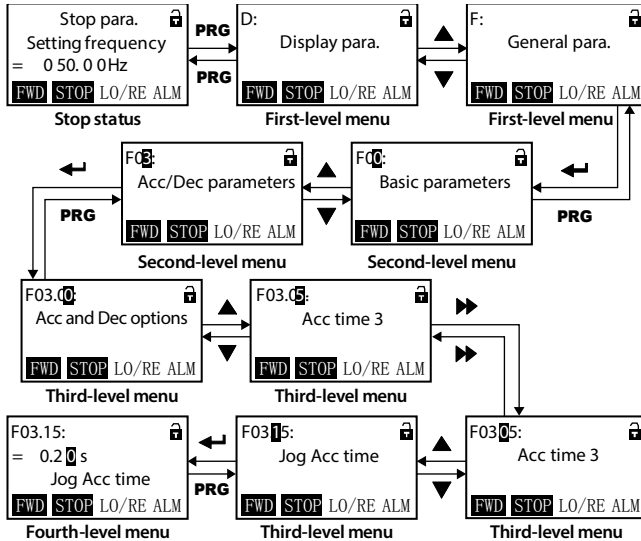 Stop para.
Setting frequency
= 0 50. 0 0Hz
FWD STOP LO/RE ALM
Stop status
PRG
PRG
D:
Display para.
FWD STOP LO/RE ALM
First-level menu
F:
General para.
FWD STOP LO/RE ALM
First-level menu
F03:
Acc/Dec parameters
FWD STOP LO/RE ALM
Second-level menu
F00:
Basic parameters
FWD STOP LO/RE ALM
Second-level menu
PRG
PRG
F03.00:
Acc and Dec options
FWD STOP LO/RE ALM
Third-level menu
F03.05:
Acc time 3
FWD STOP LO/RE ALM
Third-level menu
F03.15:
= 0.2 0 s
Jog Acc time
FWD STOP LO/RE ALM
Fourth-level menu
PRG
F03 15:
Jog Acc time
FWD STOP LO/RE ALM
Third-level menu
F03 05:
Acc time 3
FWD STOP LO/RE ALM
Third-level menu